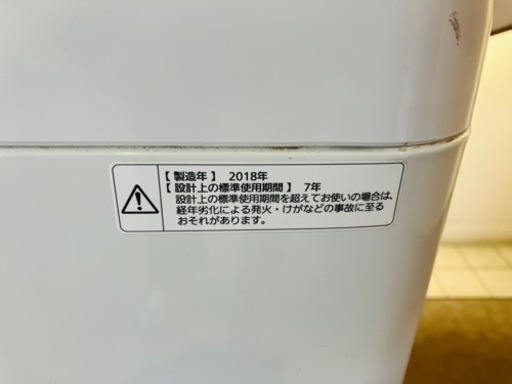 【製造年】 2018年
【設計上の標準使用期間】 7年
設計上の標準使用期間を超えてお使いの場合は、
経年劣化による発火・けがなどの事故に至る
おそれがあります。